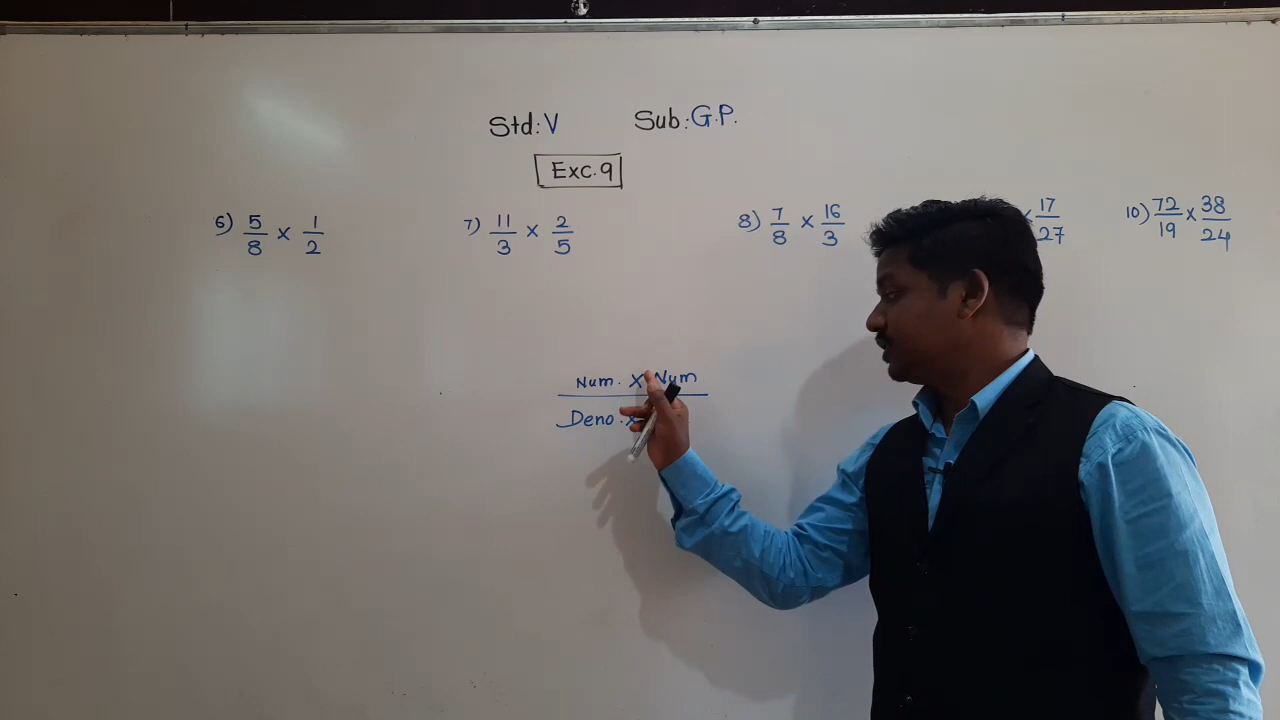 Std: V Sub: G.P.
Exc. 9
6) 5/8 x 1/2
7) 11/3 x 2/5
8) 7/8 x 16/3
x 17/27
10) 72/19 x 38/24
Num. x Num
Deno. x